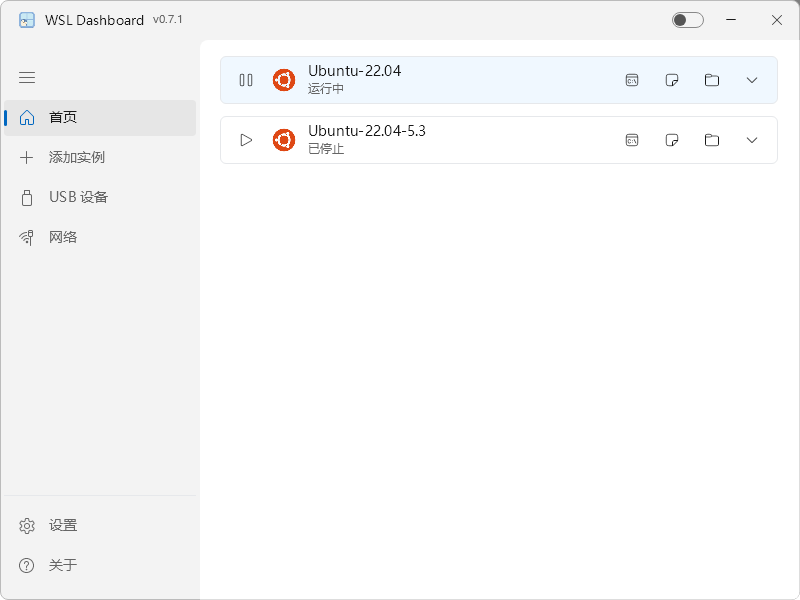 WSL Dashboard v0.7.1
首页
添加实例
USB 设备
网络
设置
关于
Ubuntu-22.04
运行中
Ubuntu-22.04-5.3
已停止